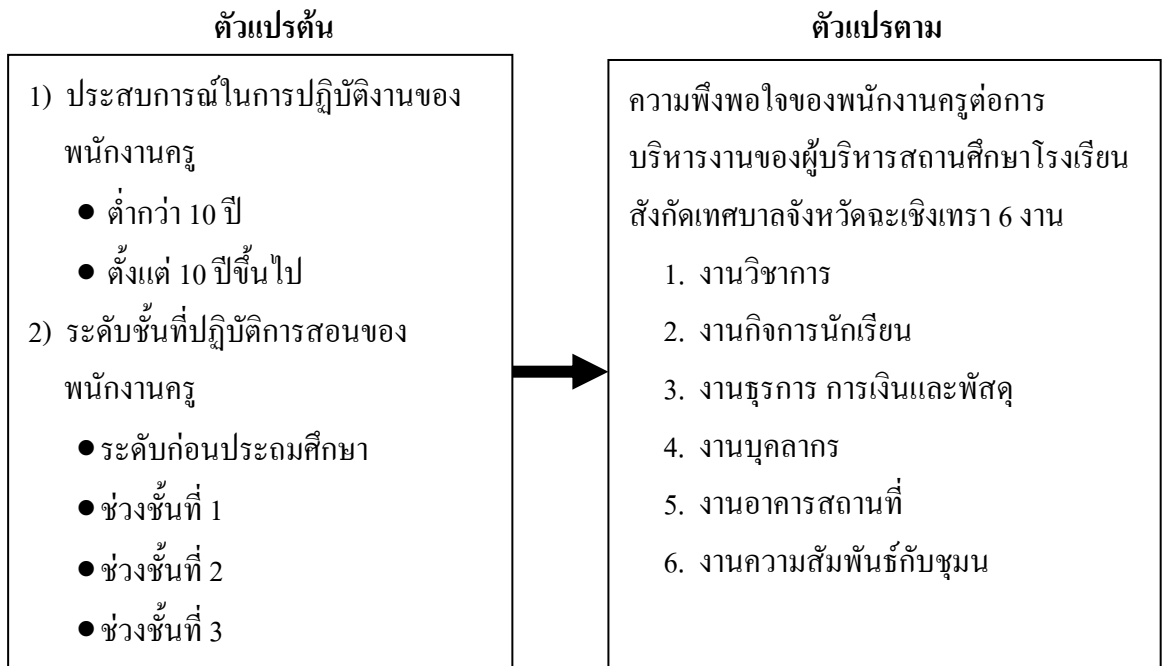 ตัวแปรต้น
1) ประสบการณ์ในการปฏิบัติงานของ
พนักงานครู
● ต่ำกว่า 10 ปี
● ตั้งแต่ 10 ปีขึ้นไป
2) ระดับชั้นที่ปฏิบัติการสอนของ
พนักงานครู
● ระดับก่อนประถมศึกษา
● ช่วงชั้นที่ 1
● ช่วงชั้นที่ 2
● ช่วงชั้นที่ 3
ตัวแปรตาม
ความพึงพอใจของพนักงานครูต่อการ
บริหารงานของผู้บริหารสถานศึกษาโรงเรียน
สังกัดเทศบาลจังหวัดฉะเชิงเทรา 6 งาน
1. งานวิชาการ
2. งานกิจการนักเรียน
3. งานธุรการ การเงินและพัสดุ
4. งานบุคลากร
5. งานอาคารสถานที่
6. งานความสัมพันธ์กับชุมน